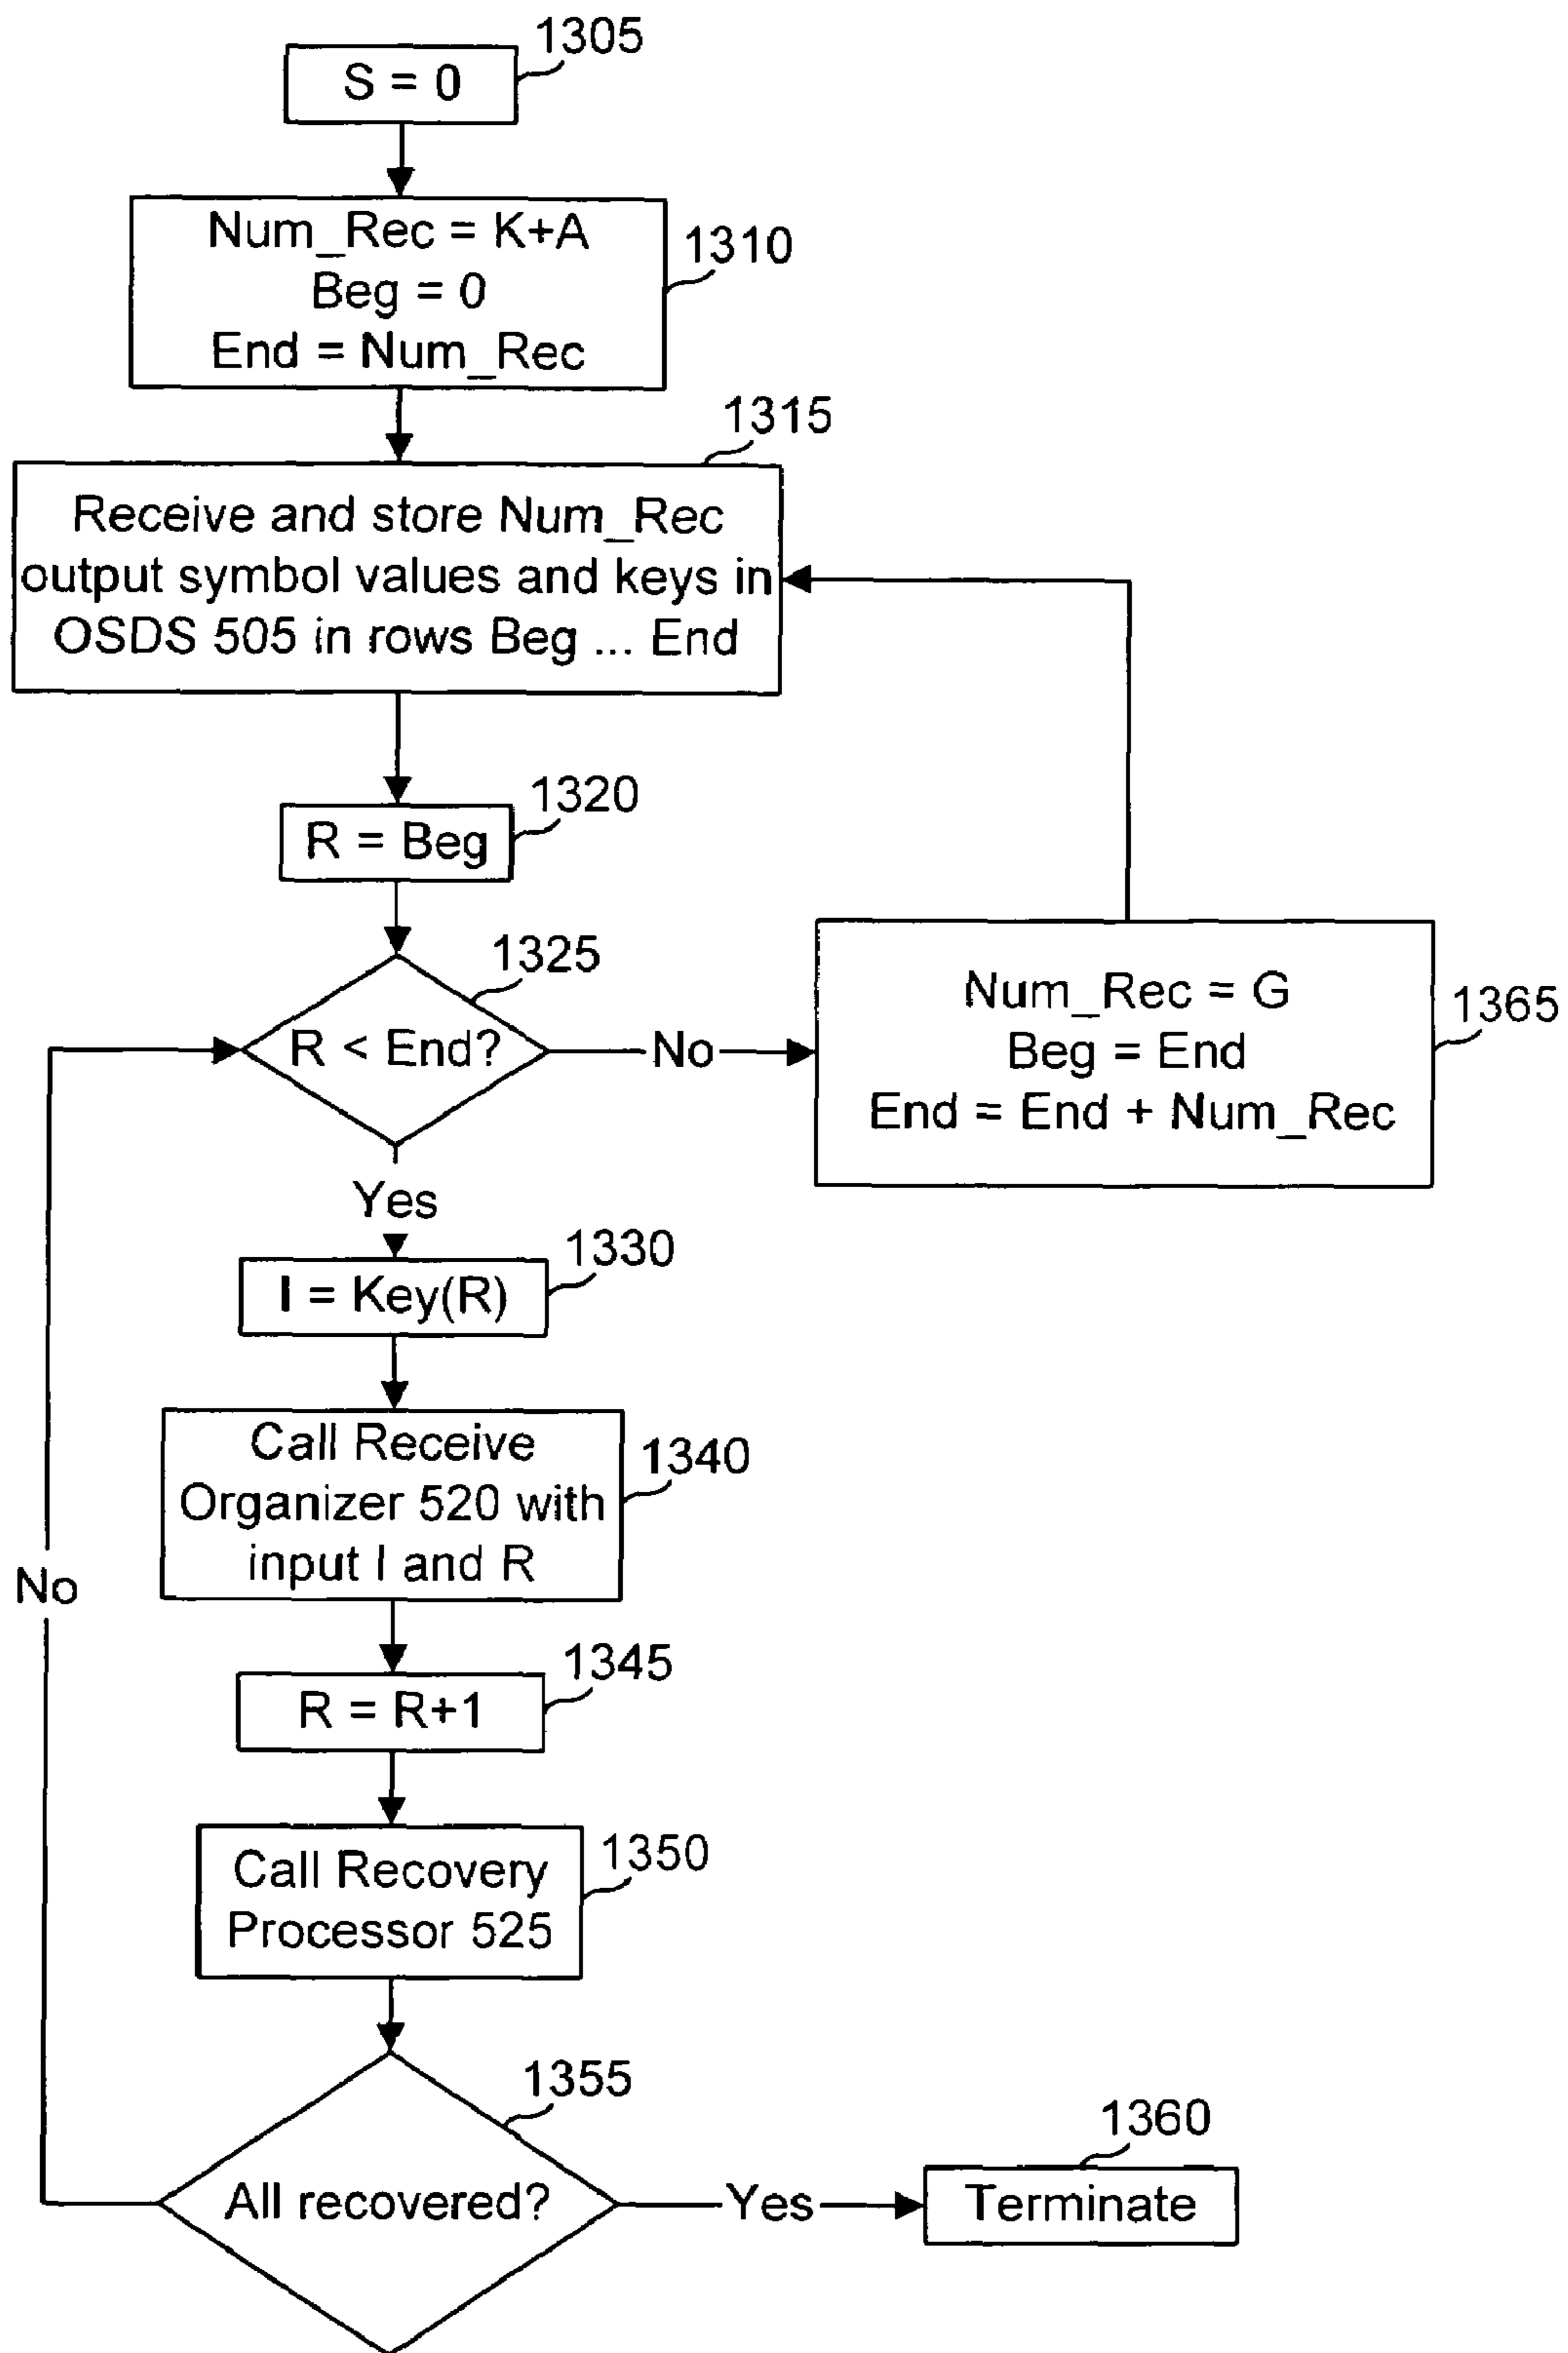 1305
S = 0
Num_Rec = K+A
Beg = 0
End = Num_Rec
1310
1315
Receive and store Num_Rec
output symbol values and keys in
OSDS 505 in rows Beg ... End
1320
R = Beg
1325
R < End?
No
Num_Rec = G
Beg = End
End = End + Num_Rec
1365
Yes
1330
I = Key(R)
Call Receive
Organizer 520 with
input I and R
1340
No
1345
R = R+1
Call Recovery
Processor 525
1350
1355
All recovered?
Yes
1360
Terminate